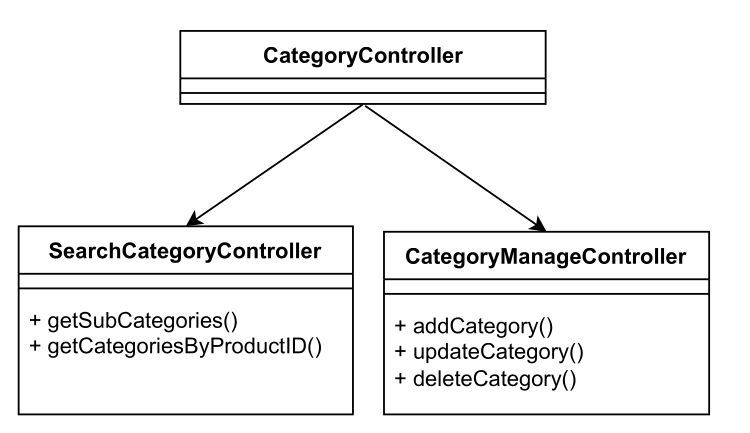 CategoryController
SearchCategoryController
+ getSubCategories()
+ getCategoriesByProductID()
CategoryManageController
+ addCategory()
+ updateCategory()
+ deleteCategory()